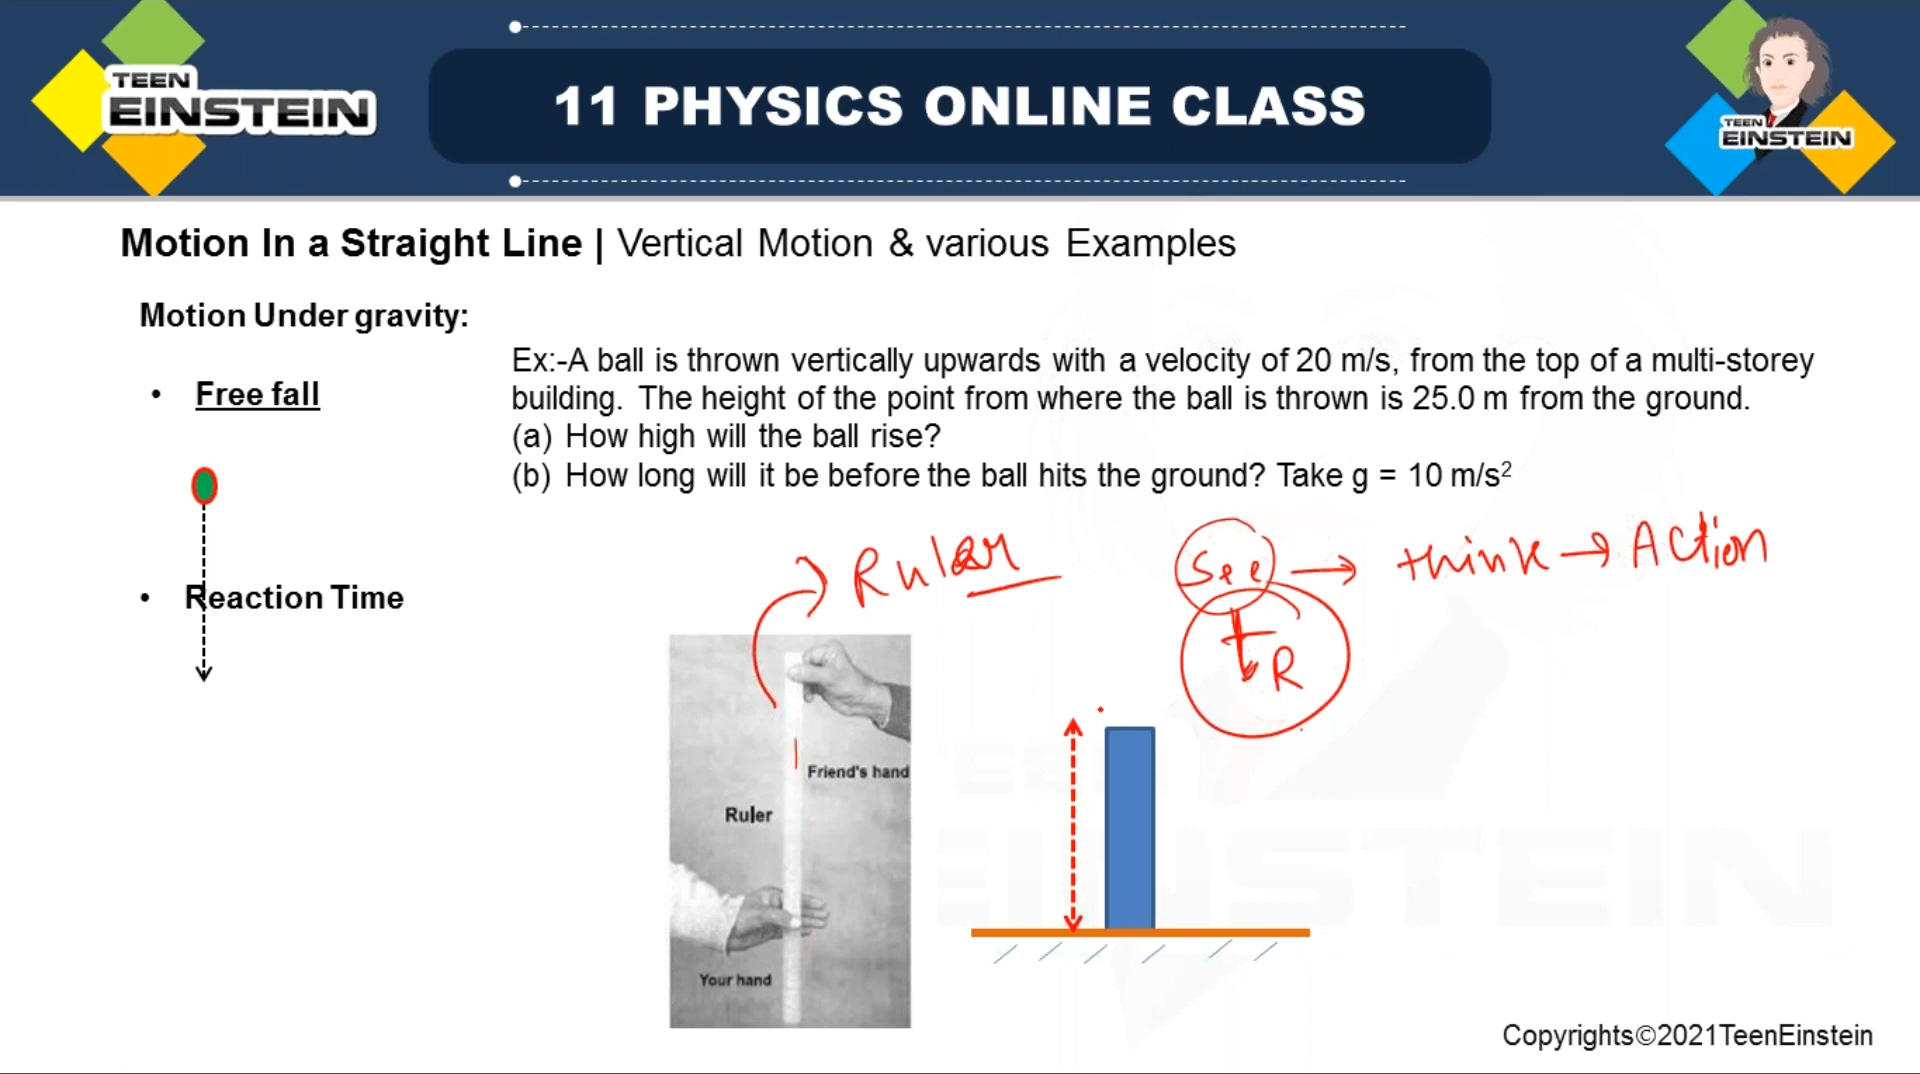 TEEN
EINSTEIN
11 PHYSICS ONLINE CLASS
TEEN
EINSTEIN
Motion In a Straight Line | Vertical Motion & various Examples
Motion Under gravity:
• Free fall
Ex:-A ball is thrown vertically upwards with a velocity of 20 m/s, from the top of a multi-storey
building. The height of the point from where the ball is thrown is 25.0 m from the ground.
(a) How high will the ball rise?
(b) How long will it be before the ball hits the ground? Take g = 10 m/s²
Ruler
See → think → Action
• Reaction Time
t_R
Friend's hand
Ruler
Your hand
EINSTEIN
Copyrights©2021TeenEinstein